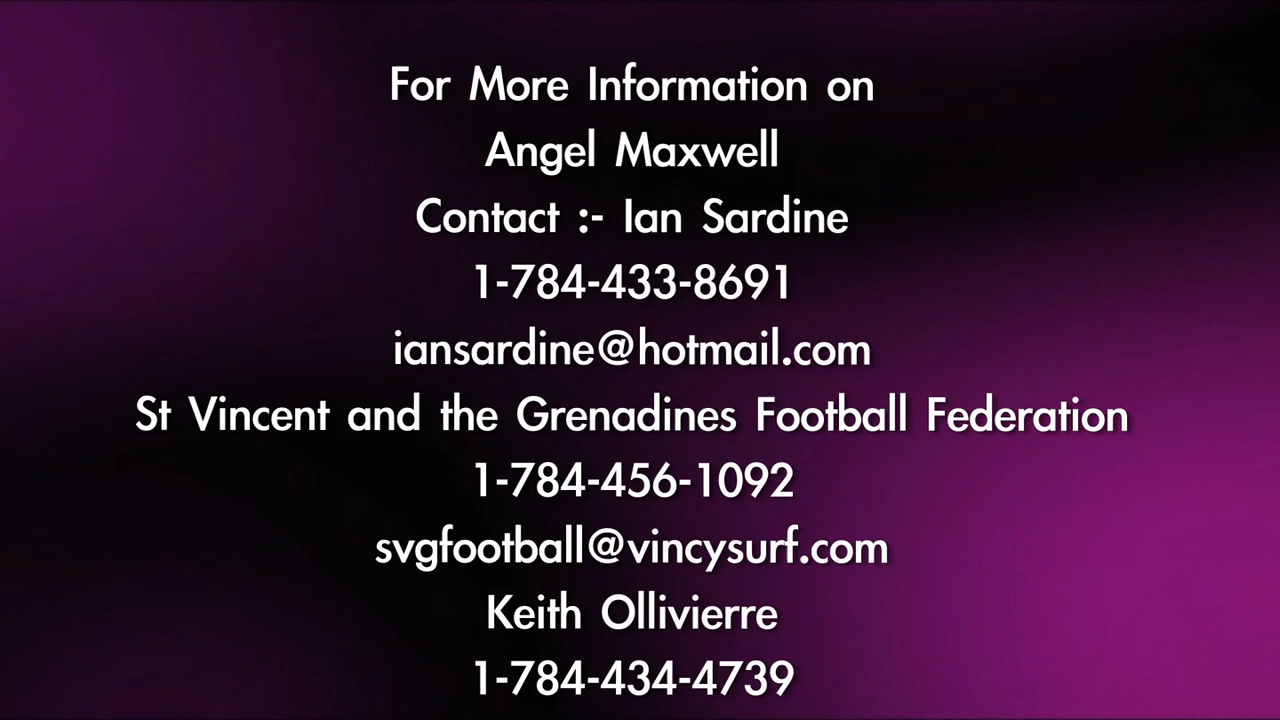 For More Information on
Angel Maxwell
Contact :- Ian Sardine
1-784-433-8691
iansardine@hotmail.com
St Vincent and the Grenadines Football Federation
1-784-456-1092
svgfootball@vincysurf.com
Keith Ollivierre
1-784-434-4739